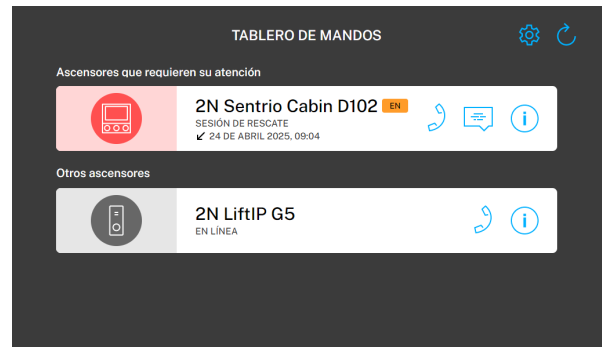 TABLERO DE MANDOS
Ascensores que requieren su atención
2N Sentrio Cabin D102 EN
SESIÓN DE RESCATE
24 DE ABRIL 2025, 09:04
Otros ascensores
2N LiftIP G5
EN LÍNEA